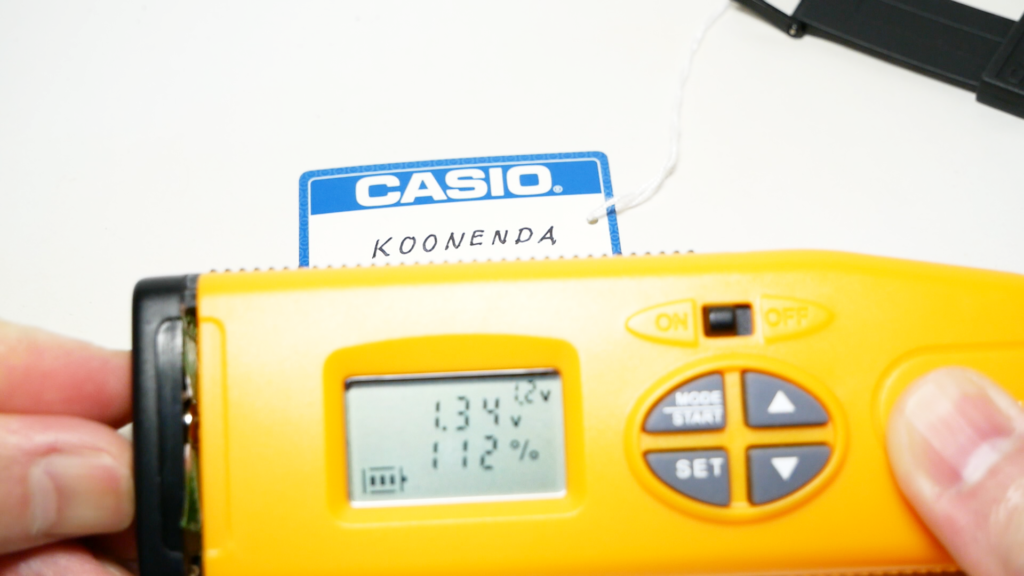 CASIO®
KOONENDA
ON OFF
1.2v
1.34v
112%
MODE
START
SET